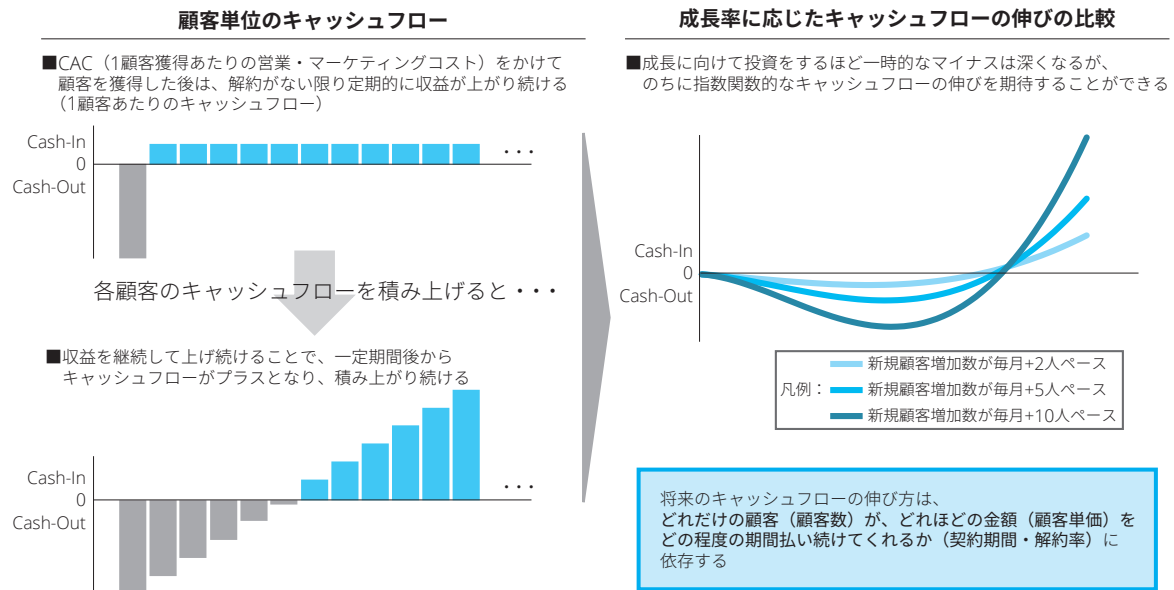 顧客単位のキャッシュフロー
■CAC（1顧客獲得あたりの営業・マーケティングコスト）をかけて
顧客を獲得した後は、解約がない限り定期的に収益が上がり続ける
（1顧客あたりのキャッシュフロー）
Cash-In
0
Cash-Out
・・・
各顧客のキャッシュフローを積み上げると・・・
■収益を継続して上げ続けることで、一定期間後から
キャッシュフローがプラスとなり、積み上がり続ける
Cash-In
0
Cash-Out
・・・
成長率に応じたキャッシュフローの伸びの比較
■成長に向けて投資をするほど一時的なマイナスは深くなるが、
のちに指数関数的なキャッシュフローの伸びを期待することができる
Cash-In
0
Cash-Out
新規顧客増加数が毎月+2人ペース
凡例：新規顧客増加数が毎月+5人ペース
新規顧客増加数が毎月+10人ペース
将来のキャッシュフローの伸び方は、
どれだけの顧客（顧客数）が、どれほどの金額（顧客単価）を
どの程度の期間払い続けてくれるか（契約期間・解約率）に
依存する